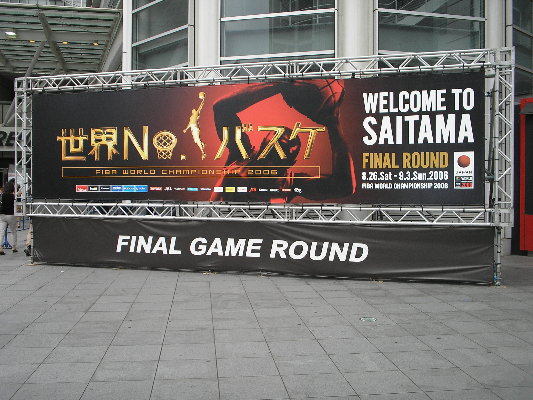 世界No.1バスケ
FIBA WORLD CHAMPIONSHIP 2006
WELCOME TO
SAITAMA
FINAL ROUND
8.26.Sat - 9.3.Sun.2006
FIBA WORLD CHAMPIONSHIP 2006
JAPAN
FINAL GAME ROUND